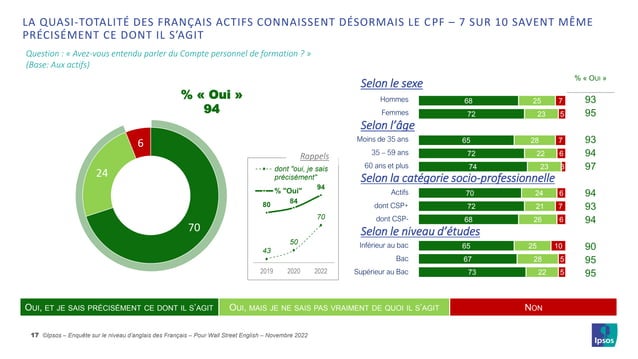 LA QUASI-TOTALITÉ DES FRANÇAIS ACTIFS CONNAISSENT DÉSORMAIS LE CPF – 7 SUR 10 SAVENT MÊME
PRÉCISÉMENT CE DONT IL S'AGIT
Question : « Avez-vous entendu parler du Compte personnel de formation ? »
(Base: Aux actifs)
% « Oui »
94
6
24
70
Rappels
dont "oui, je sais
précisément"
% "Oui"
80 84 94
43 50 70
2019 2020 2022
% « OUI »
Selon le sexe
Hommes 68 25 7 93
Femmes 72 23 5 95
Selon l'âge
Moins de 35 ans 65 28 7 93
35 – 59 ans 72 22 6 94
60 ans et plus 74 23 97
Selon la catégorie socio-professionnelle
Actifs 70 24 6 94
dont CSP+ 72 21 7 93
dont CSP- 68 26 6 94
Selon le niveau d'études
Inférieur au bac 65 25 10 90
Bac 67 28 5 95
Supérieur au Bac 73 22 5 95
OUI, ET JE SAIS PRÉCISÉMENT CE DONT IL S'AGIT OUI, MAIS JE NE SAIS PAS VRAIMENT DE QUOI IL S'AGIT NON
17 ©Ipsos – Enquête sur le niveau d'anglais des Français – Pour Wall Street English – Novembre 2022
Ipsos